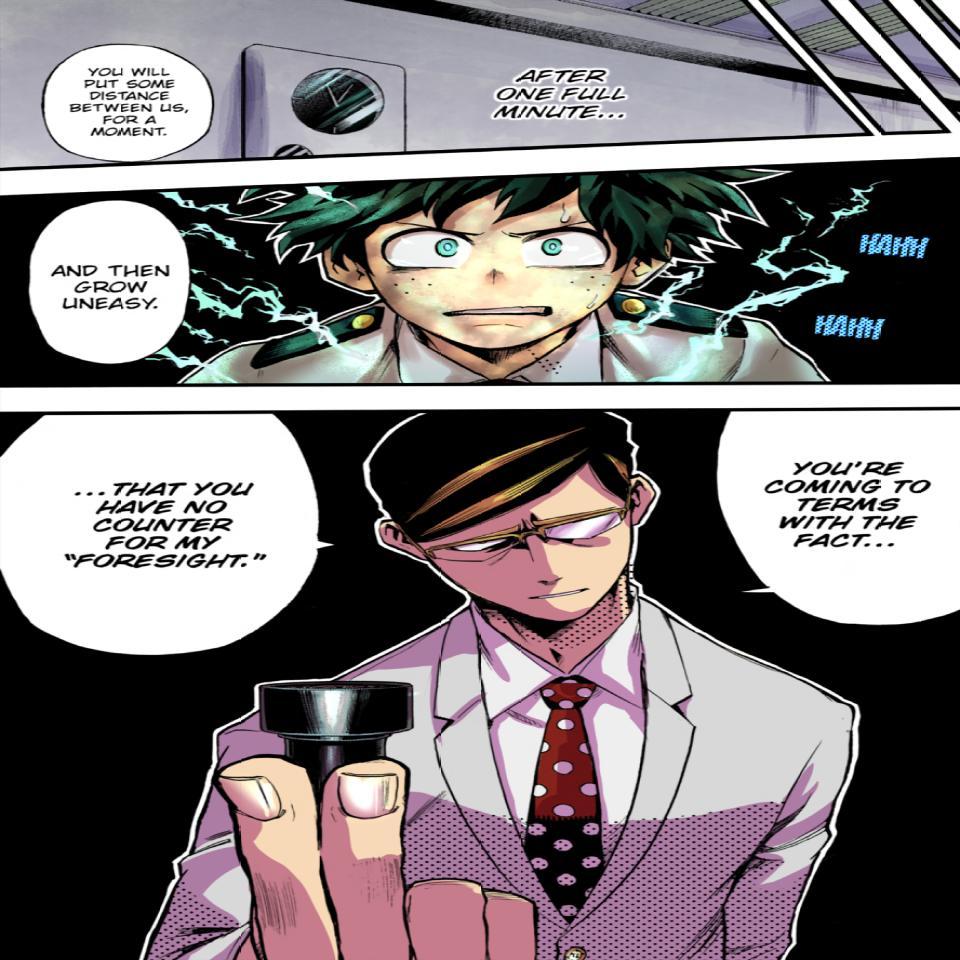 AFTER
ONE FULL
MINUTE...
YOU WILL
PUT SOME
DISTANCE
BETWEEN US,
FOR A
MOMENT.
HAHH
HAHH
AND THEN
GROW
UNEASY.
YOU'RE
COMING TO
TERMS
WITH THE
FACT...
...THAT YOU
HAVE NO
COUNTER
FOR MY
"FORESIGHT."